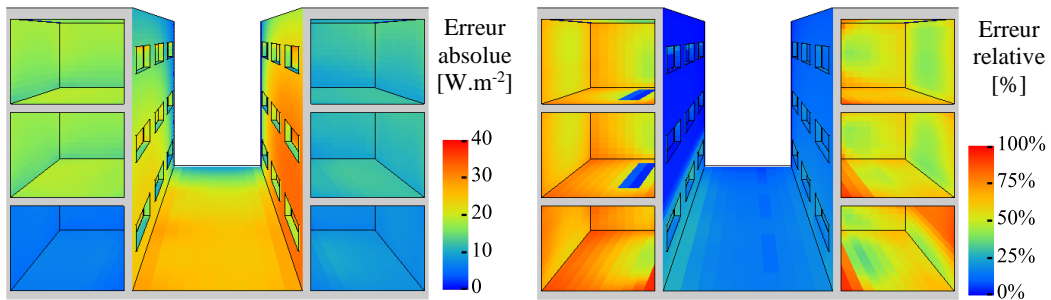 Erreur
absolue
[W.m-2]
40
30
20
10
0
Erreur
relative
[%]
100%
75%
50%
25%
0%